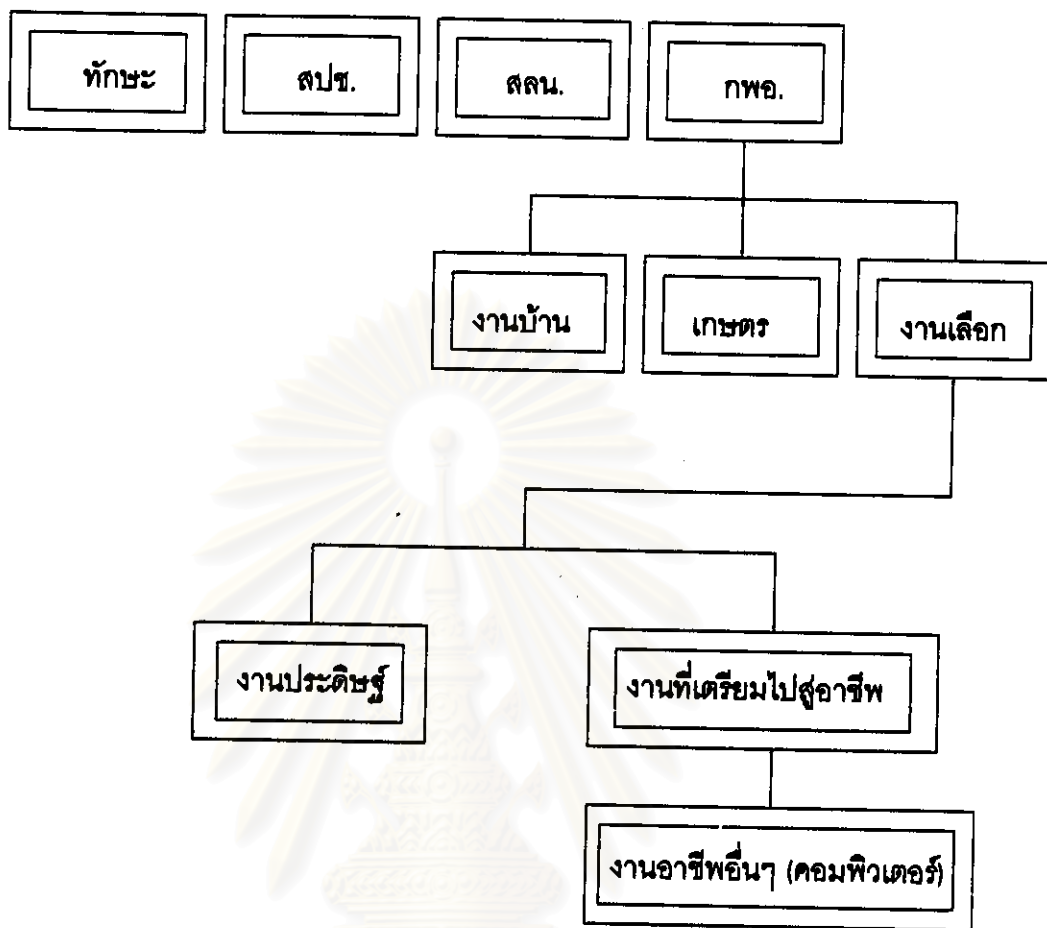 ทักษะ
สปช.
สลน.
กพอ.
งานบ้าน
เกษตร
งานเลือก
งานประดิษฐ์
งานที่เตรียมไปสู่อาชีพ
งานอาชีพอื่นๆ (คอมพิวเตอร์)